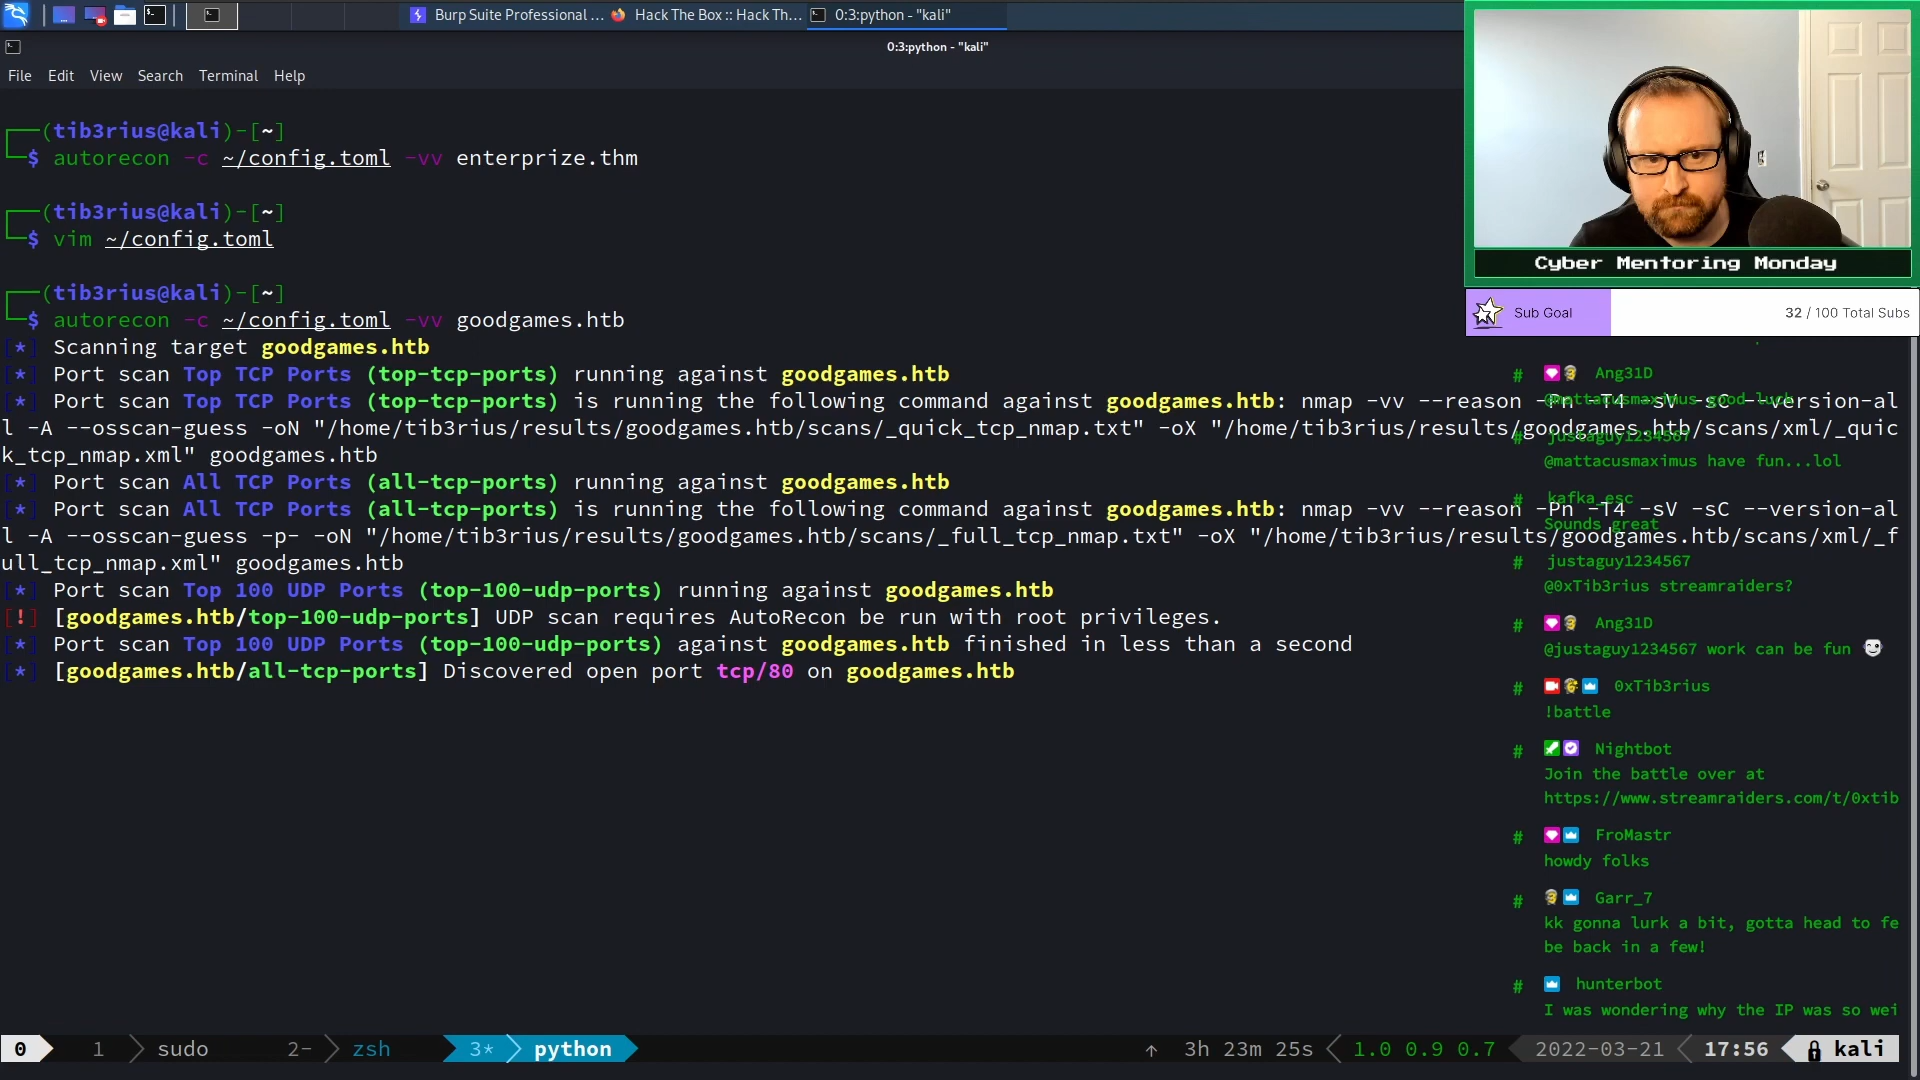 Burp Suite Professional ...
Hack The Box :: Hack Th...
0:3:python - "kali"
0:3:python - "kali"
File Edit View Search Terminal Help
┌──(tib3rius@kali)-[~]
└─$ autorecon -c ~/config.toml -vv enterprize.thm
┌──(tib3rius@kali)-[~]
└─$ vim ~/config.toml
┌──(tib3rius@kali)-[~]
└─$ autorecon -c ~/config.toml -vv goodgames.htb
[*] Scanning target goodgames.htb
[*] Port scan Top TCP Ports (top-tcp-ports) running against goodgames.htb
[*] Port scan Top TCP Ports (top-tcp-ports) is running the following command against goodgames.htb: nmap -vv --reason -Pn -T4 -sV -sC --version-al
l -A --osscan-guess -oN "/home/tib3rius/results/goodgames.htb/scans/_quick_tcp_nmap.txt" -oX "/home/tib3rius/results/goodgames.htb/scans/xml/_quic
k_tcp_nmap.xml" goodgames.htb
[*] Port scan All TCP Ports (all-tcp-ports) running against goodgames.htb
[*] Port scan All TCP Ports (all-tcp-ports) is running the following command against goodgames.htb: nmap -vv --reason -Pn -T4 -sV -sC --version-al
l -A --osscan-guess -p- -oN "/home/tib3rius/results/goodgames.htb/scans/_full_tcp_nmap.txt" -oX "/home/tib3rius/results/goodgames.htb/scans/xml/_f
ull_tcp_nmap.xml" goodgames.htb
[*] Port scan Top 100 UDP Ports (top-100-udp-ports) running against goodgames.htb
[!] [goodgames.htb/top-100-udp-ports] UDP scan requires AutoRecon be run with root privileges.
[*] Port scan Top 100 UDP Ports (top-100-udp-ports) against goodgames.htb finished in less than a second
[*] [goodgames.htb/all-tcp-ports] Discovered open port tcp/80 on goodgames.htb
Cyber Mentoring Monday
Sub Goal 32 / 100 Total Subs
# Ang31D
@mattacusmaximus good luck
# justaguy1234567
@mattacusmaximus have fun...lol
# kafka_esc
Sounds great
# justaguy1234567
@0xTib3rius streamraiders?
# Ang31D
@justaguy1234567 work can be fun
# 0xTib3rius
!battle
# Nightbot
Join the battle over at
https://www.streamraiders.com/t/0xtib
# FroMastr
howdy folks
# Garr_7
kk gonna lurk a bit, gotta head to fe
be back in a few!
# hunterbot
I was wondering why the IP was so wei
0 1 sudo 2- zsh 3* python ↑ 3h 23m 25s 1.0 0.9 0.7 2022-03-21 17:56 kali